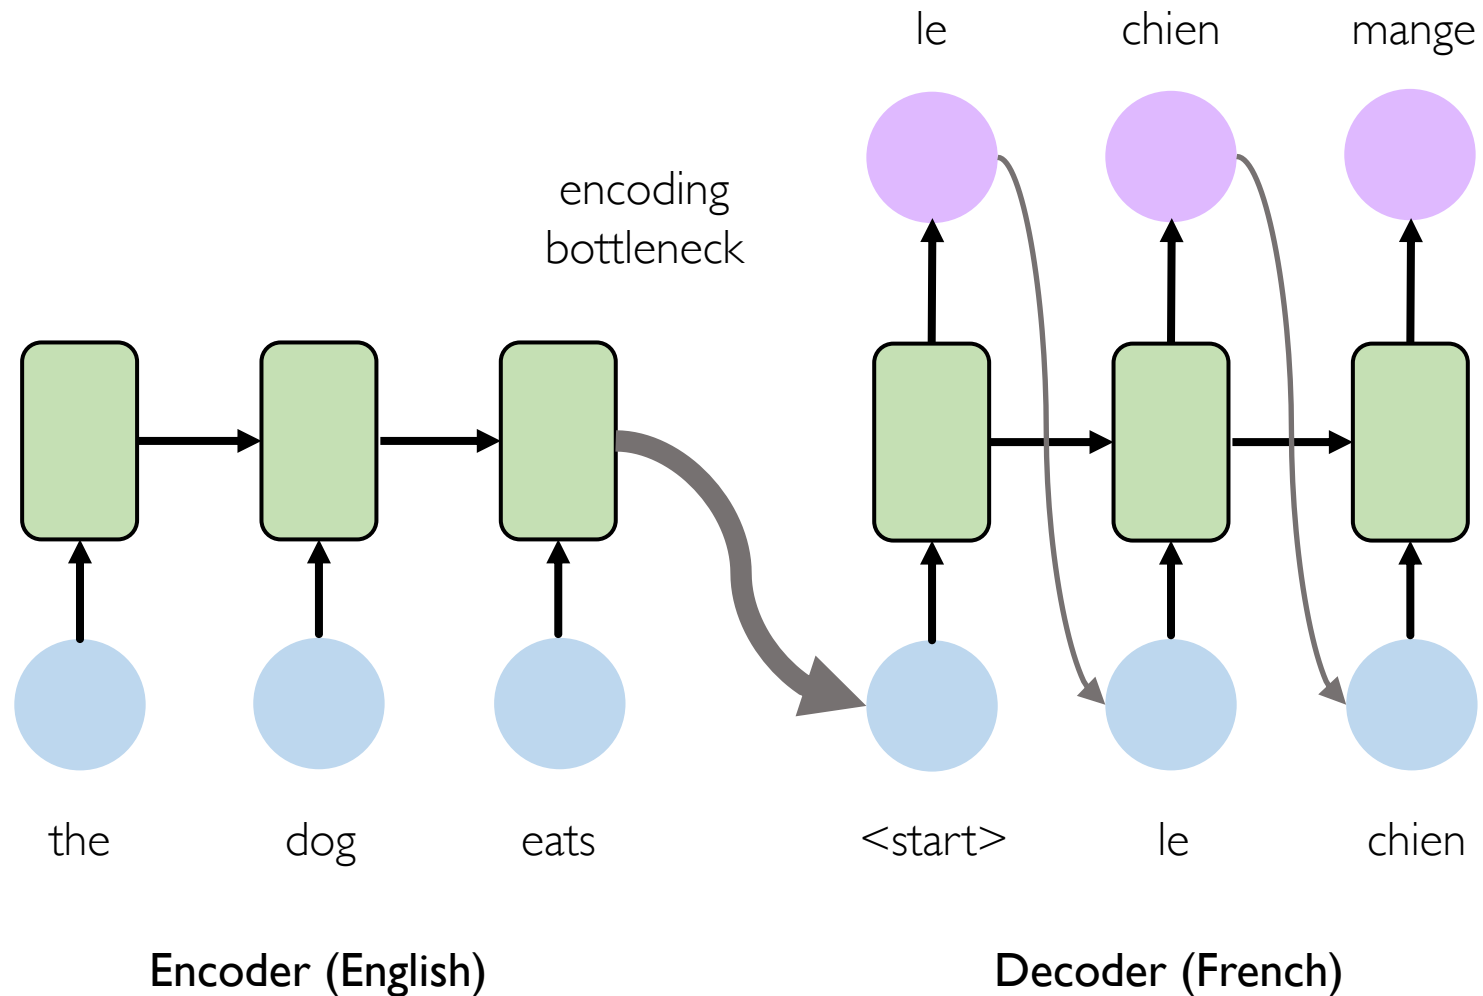 le chien mange
encoding
bottleneck
the dog eats <start> le chien
Encoder (English) Decoder (French)